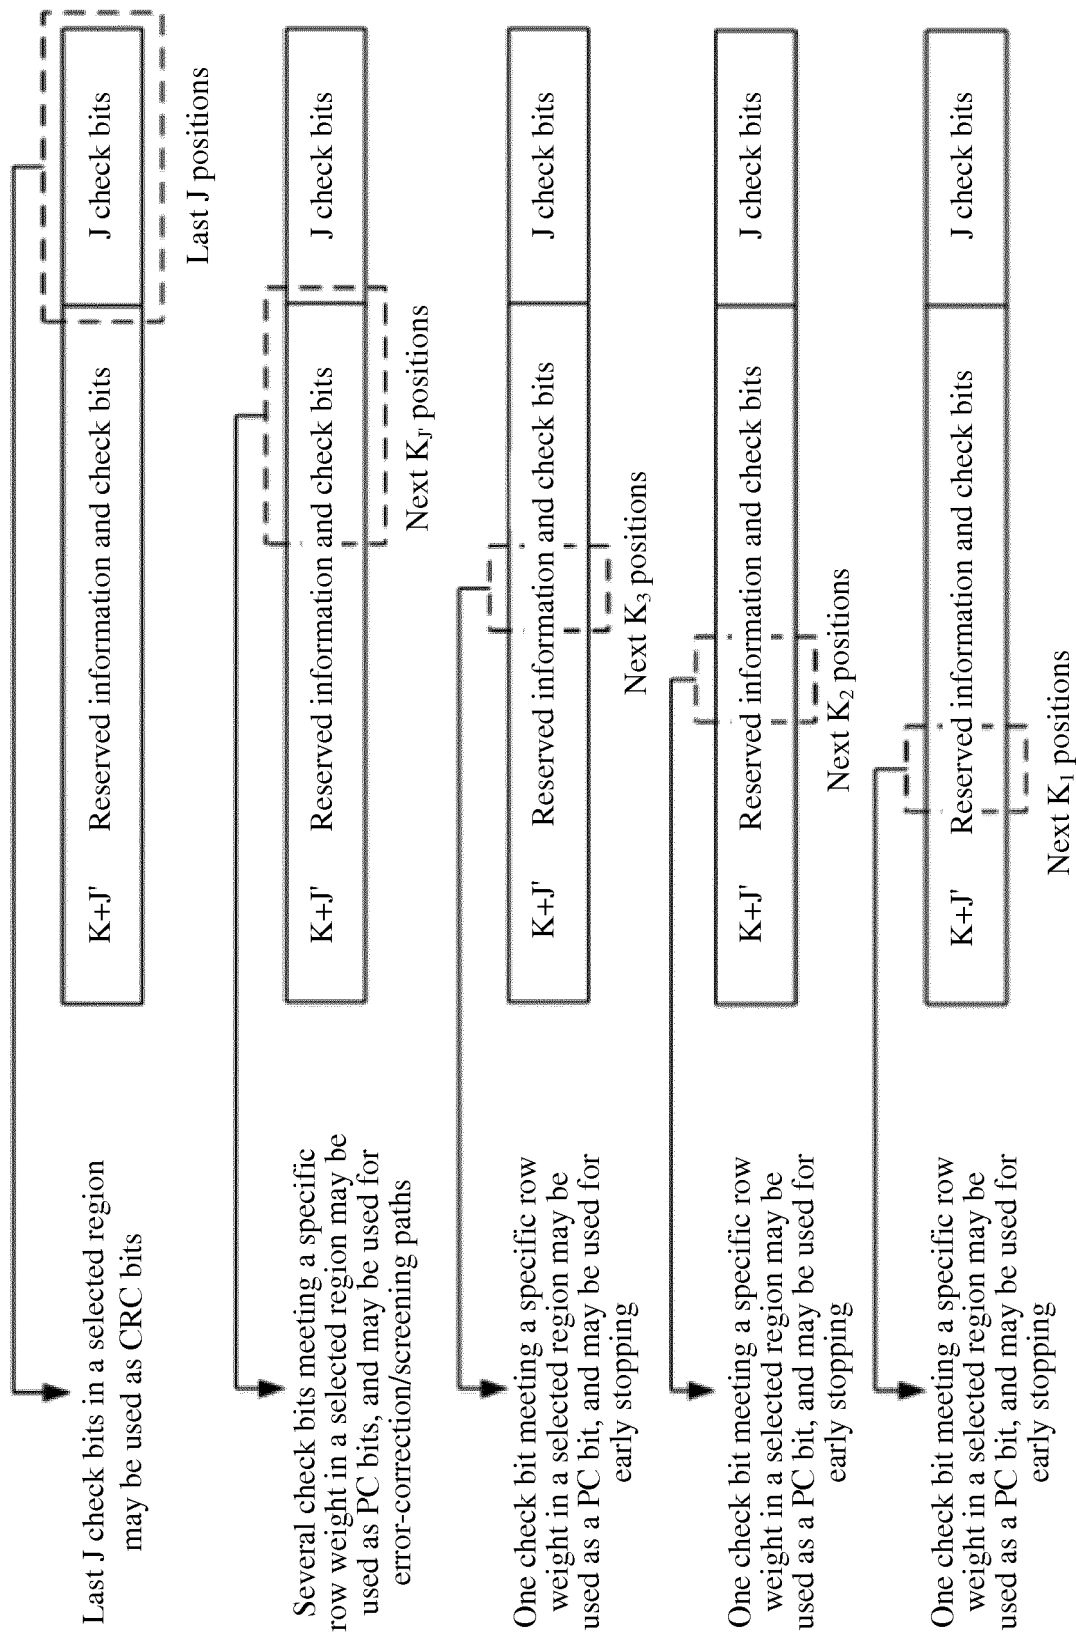 Last J check bits in a selected region
may be used as CRC bits
K+J' Reserved information and check bits
J check bits
Last J positions
Several check bits meeting a specific
row weight in a selected region may be
used as PC bits, and may be used for
error-correction/screening paths
K+J' Reserved information and check bits
J check bits
Next KJ' positions
One check bit meeting a specific row
weight in a selected region may be
used as a PC bit, and may be used for
early stopping
K+J' Reserved information and check bits
J check bits
Next K3 positions
One check bit meeting a specific row
weight in a selected region may be
used as a PC bit, and may be used for
early stopping
K+J' Reserved information and check bits
J check bits
Next K2 positions
One check bit meeting a specific row
weight in a selected region may be
used as a PC bit, and may be used for
early stopping
K+J' Reserved information and check bits
J check bits
Next K1 positions